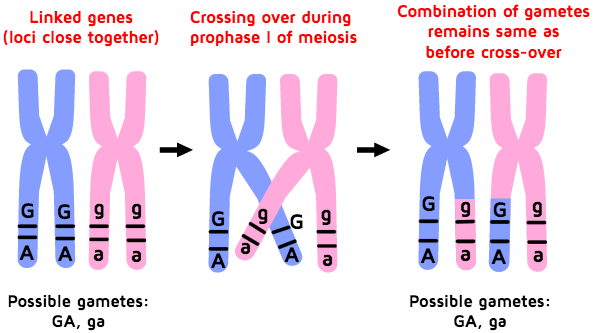 Linked genes
(loci close together)
Crossing over during
prophase I of meiosis
Combination of gametes
remains same as
before cross-over
G G g g
A A a a
G g G g
A a A a
G g G g
A a A a
Possible gametes:
GA, ga
Possible gametes:
GA, ga